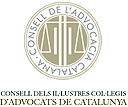 CONSELL DE L'ADVOCACIA CATALANA
CONSELL DELS IL·LUSTRES COL·LEGIS
D'ADVOCATS DE CATALUNYA